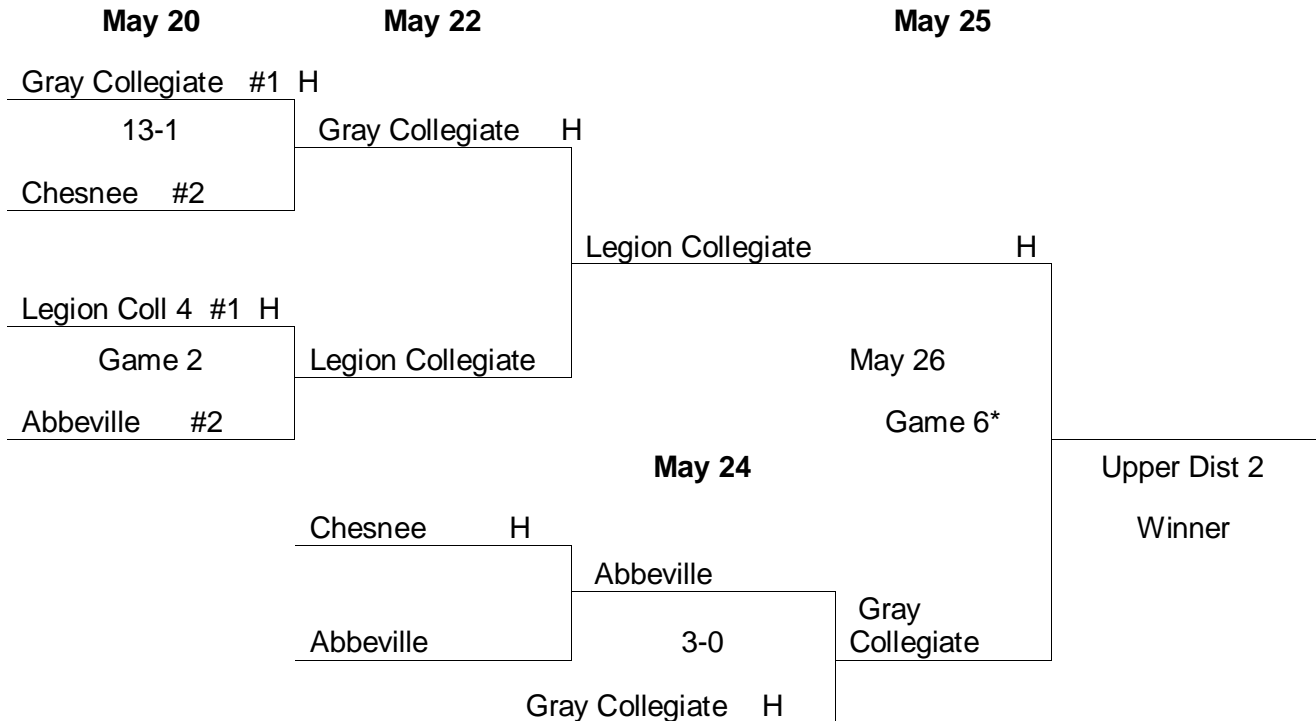 May 20 May 22 May 25
Gray Collegiate #1 H
13-1 Gray Collegiate H
Chesnee #2
Legion Collegiate H
Legion Coll 4 #1 H
Game 2 Legion Collegiate May 26
Abbeville #2 Game 6*
May 24 Upper Dist 2
Chesnee H Winner
Abbeville
Gray
Abbeville 3-0 Collegiate
Gray Collegiate H